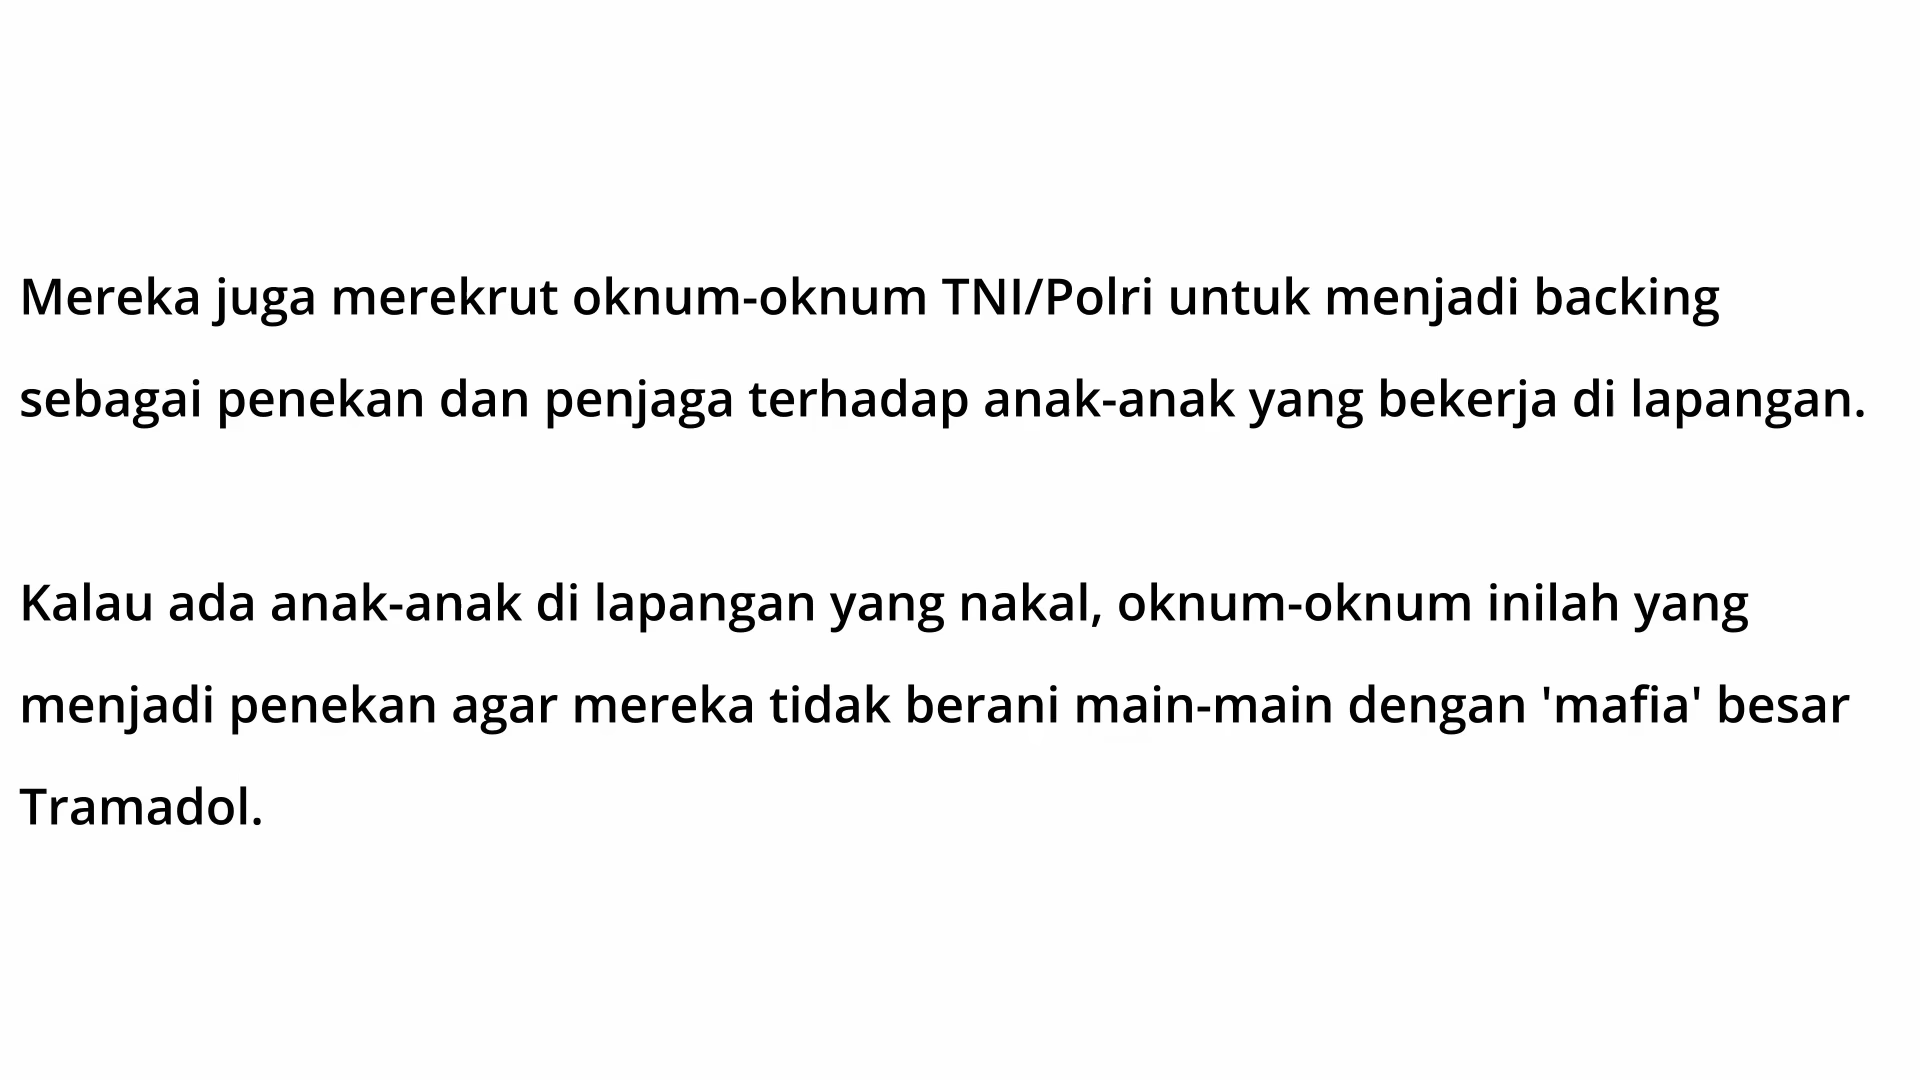 Mereka juga merekrut oknum-oknum TNI/Polri untuk menjadi backing
sebagai penekan dan penjaga terhadap anak-anak yang bekerja di lapangan.
Kalau ada anak-anak di lapangan yang nakal, oknum-oknum inilah yang
menjadi penekan agar mereka tidak berani main-main dengan 'mafia' besar
Tramadol.